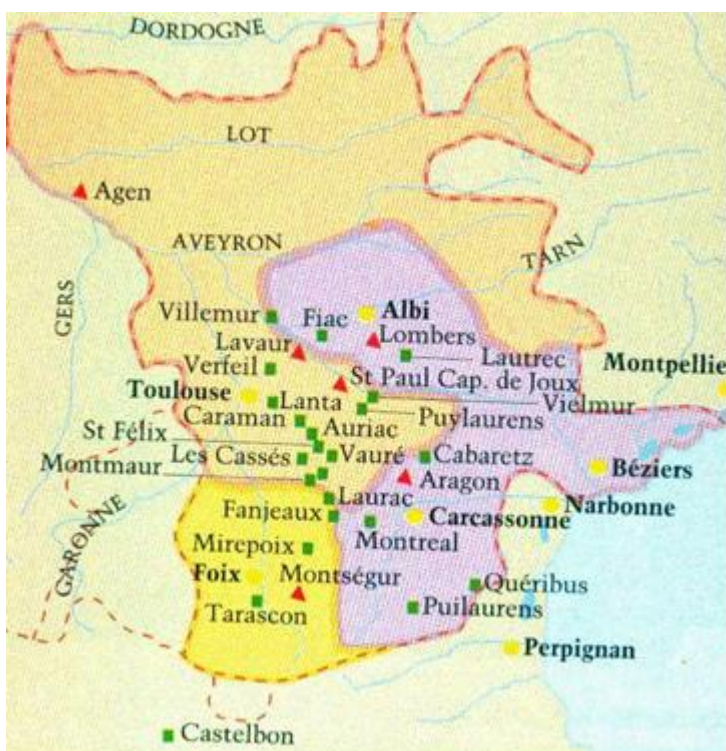 DORDOGNE
LOT
Agen
AVEYRON
TARN
GERS
Villemur
Fiac
Albi
Lavaur
Lombers
Verfeil
Lautrec
Montpellie
St Paul Cap. de Joux
Toulouse
Lanta
Vielmur
Caraman
Puylaurens
St Félix
Auriac
Les Cassés
Vauré
Cabaretz
Montmaur
Aragon
Béziers
Laurac
Narbonne
Fanjeaux
Carcassonne
Montreal
GARONNE
Mirepoix
Foix
Montségur
Quéribus
Tarascon
Puilaurens
Perpignan
Castelbon